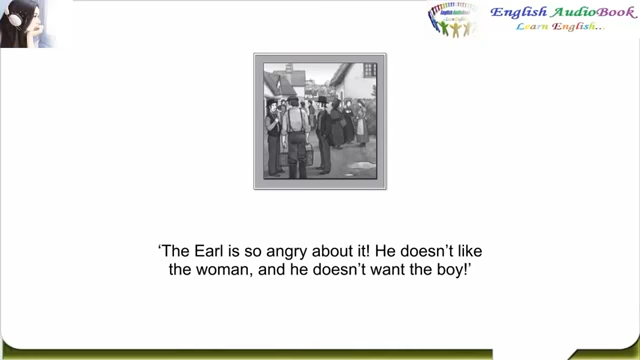 English AudioBook
Learn English...
‘The Earl is so angry about it! He doesn’t like
the woman, and he doesn’t want the boy!’